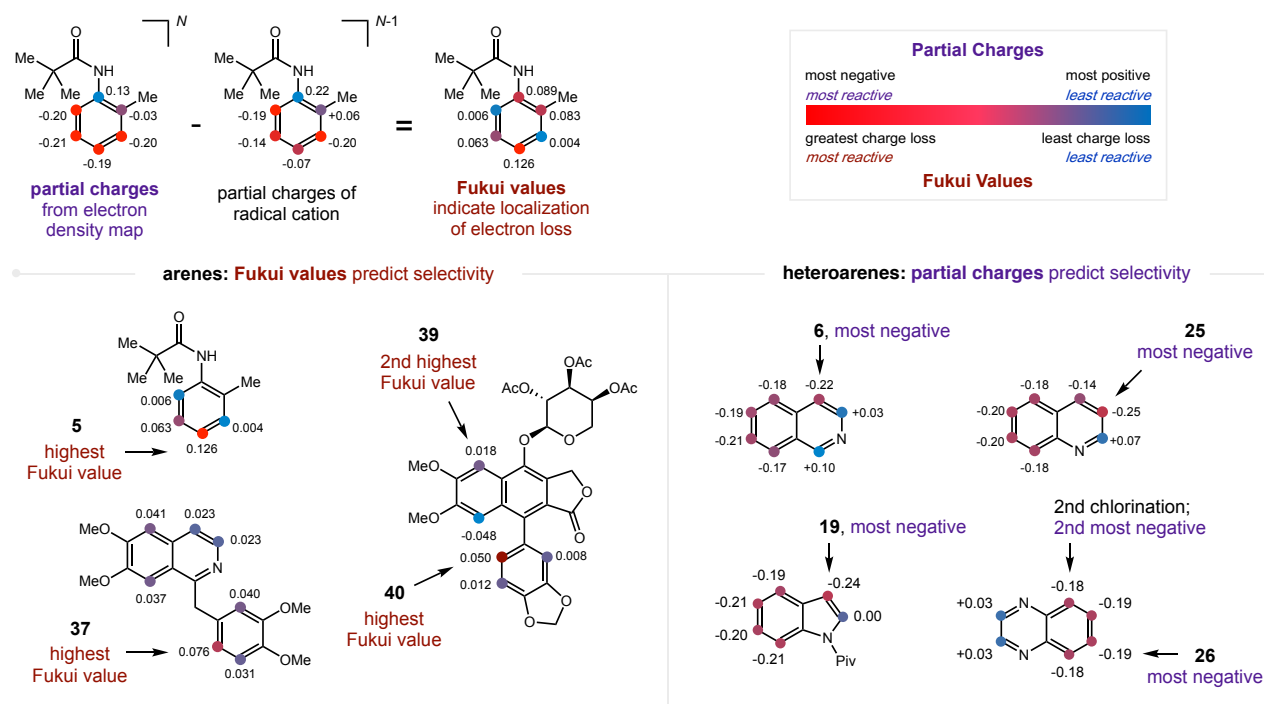 N
O
Me
NH
Me
Me
0.13
Me
-0.20
-0.03
-0.21
-0.20
-0.19
partial charges
from electron
density map
-
N-1
O
Me
NH
Me
Me
0.22
Me
-0.19
+0.06
-0.14
-0.20
-0.07
partial charges of
radical cation
=
O
Me
NH
Me
Me
0.089
Me
0.006
0.083
0.063
0.004
0.126
Fukui values
indicate localization
of electron loss
Partial Charges
most negative
most positive
most reactive
least reactive
greatest charge loss
least charge loss
most reactive
least reactive
Fukui Values
arenes: Fukui values predict selectivity
O
Me
NH
Me
Me
Me
0.006
0.063
0.004
0.126
5
highest
Fukui value
39
2nd highest
Fukui value
OAc
AcO
OAc
O
O
0.018
MeO
MeO
O
O
-0.048
0.050
0.008
0.012
O
O
40
highest
Fukui value
0.041
0.023
MeO
0.023
MeO
N
0.037
0.040
OMe
OMe
0.076
0.031
37
highest
Fukui value
heteroarenes: partial charges predict selectivity
6, most negative
-0.18
-0.22
-0.19
+0.03
-0.21
N
-0.17
+0.10
25
most negative
-0.18
-0.14
-0.20
-0.25
-0.20
+0.07
-0.18
N
19, most negative
-0.19
-0.24
-0.21
0.00
-0.20
N
-0.21
Piv
2nd chlorination;
2nd most negative
-0.18
+0.03
N
-0.19
+0.03
N
-0.19
-0.18
26
most negative